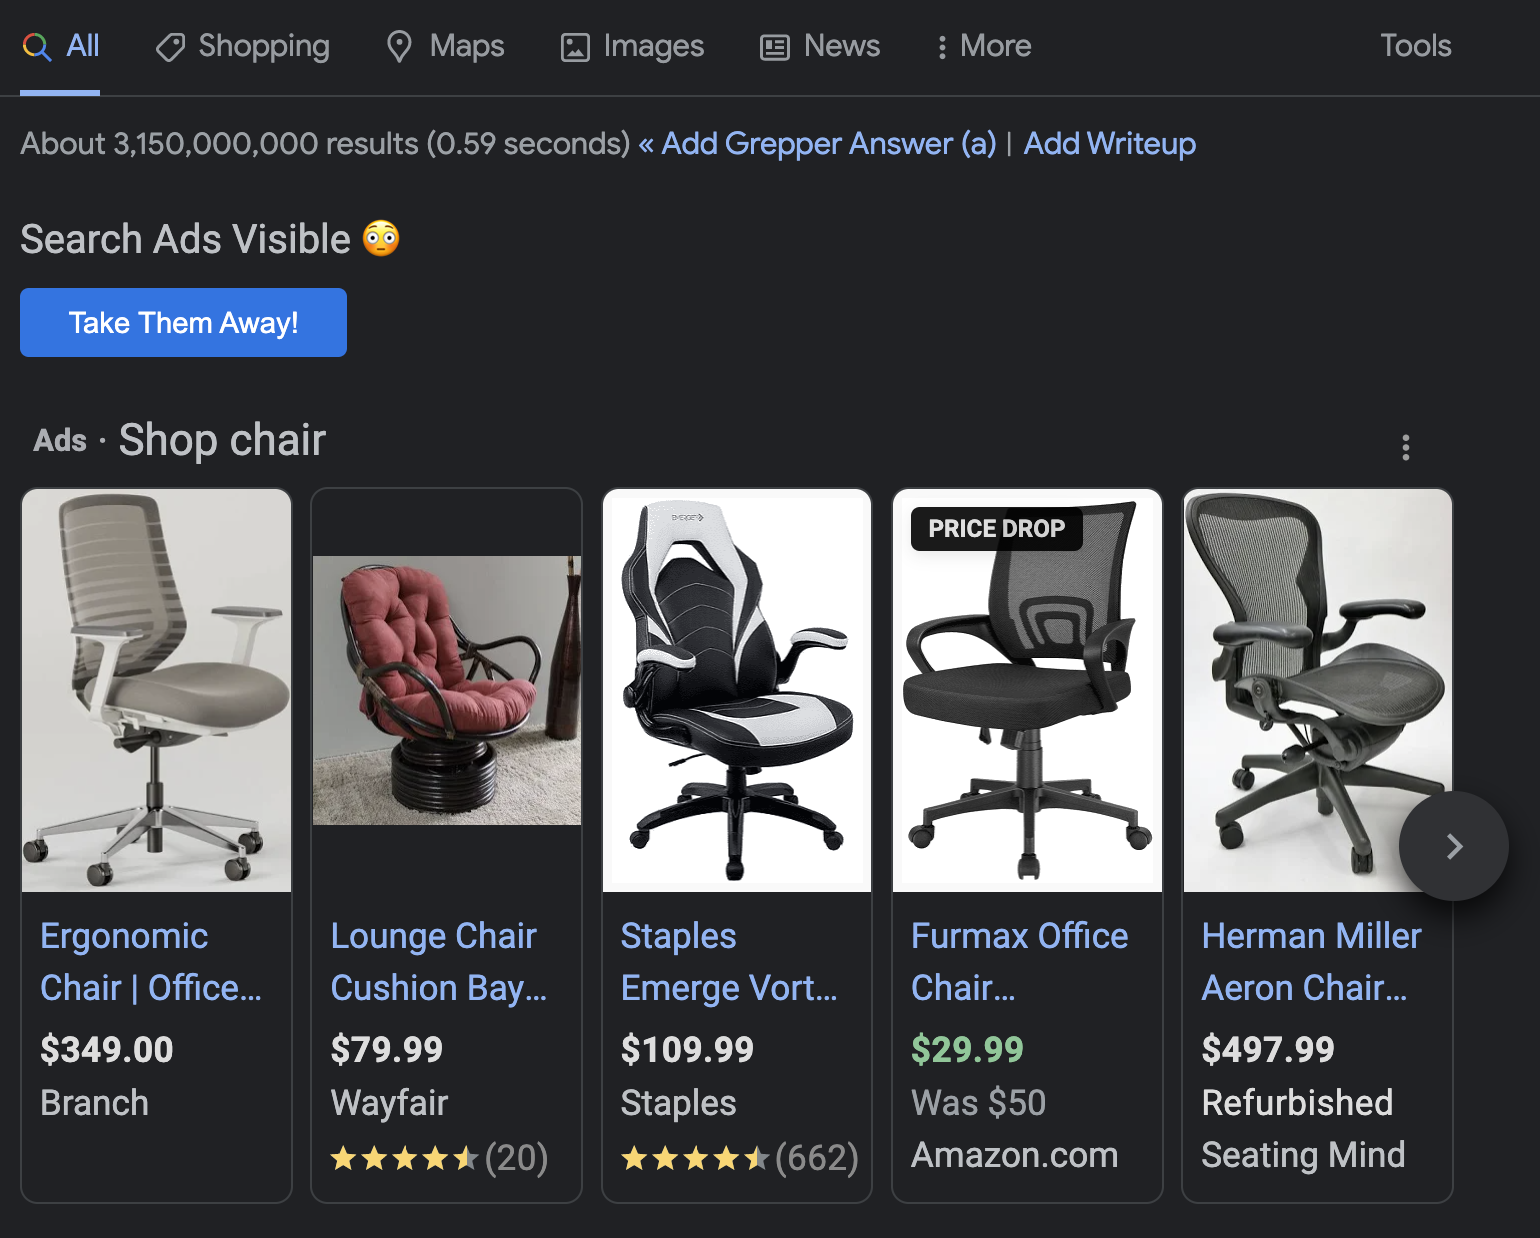 All Shopping Maps Images News More Tools
About 3,150,000,000 results (0.59 seconds) « Add Grepper Answer (a) | Add Writeup
Search Ads Visible 😳
Take Them Away!
Ads · Shop chair
EMERGE
PRICE DROP
Ergonomic
Chair | Office...
$349.00
Branch
Lounge Chair
Cushion Bay...
$79.99
Wayfair
(20)
Staples
Emerge Vort...
$109.99
Staples
(662)
Furmax Office
Chair...
$29.99
Was $50
Amazon.com
Herman Miller
Aeron Chair...
$497.99
Refurbished
Seating Mind